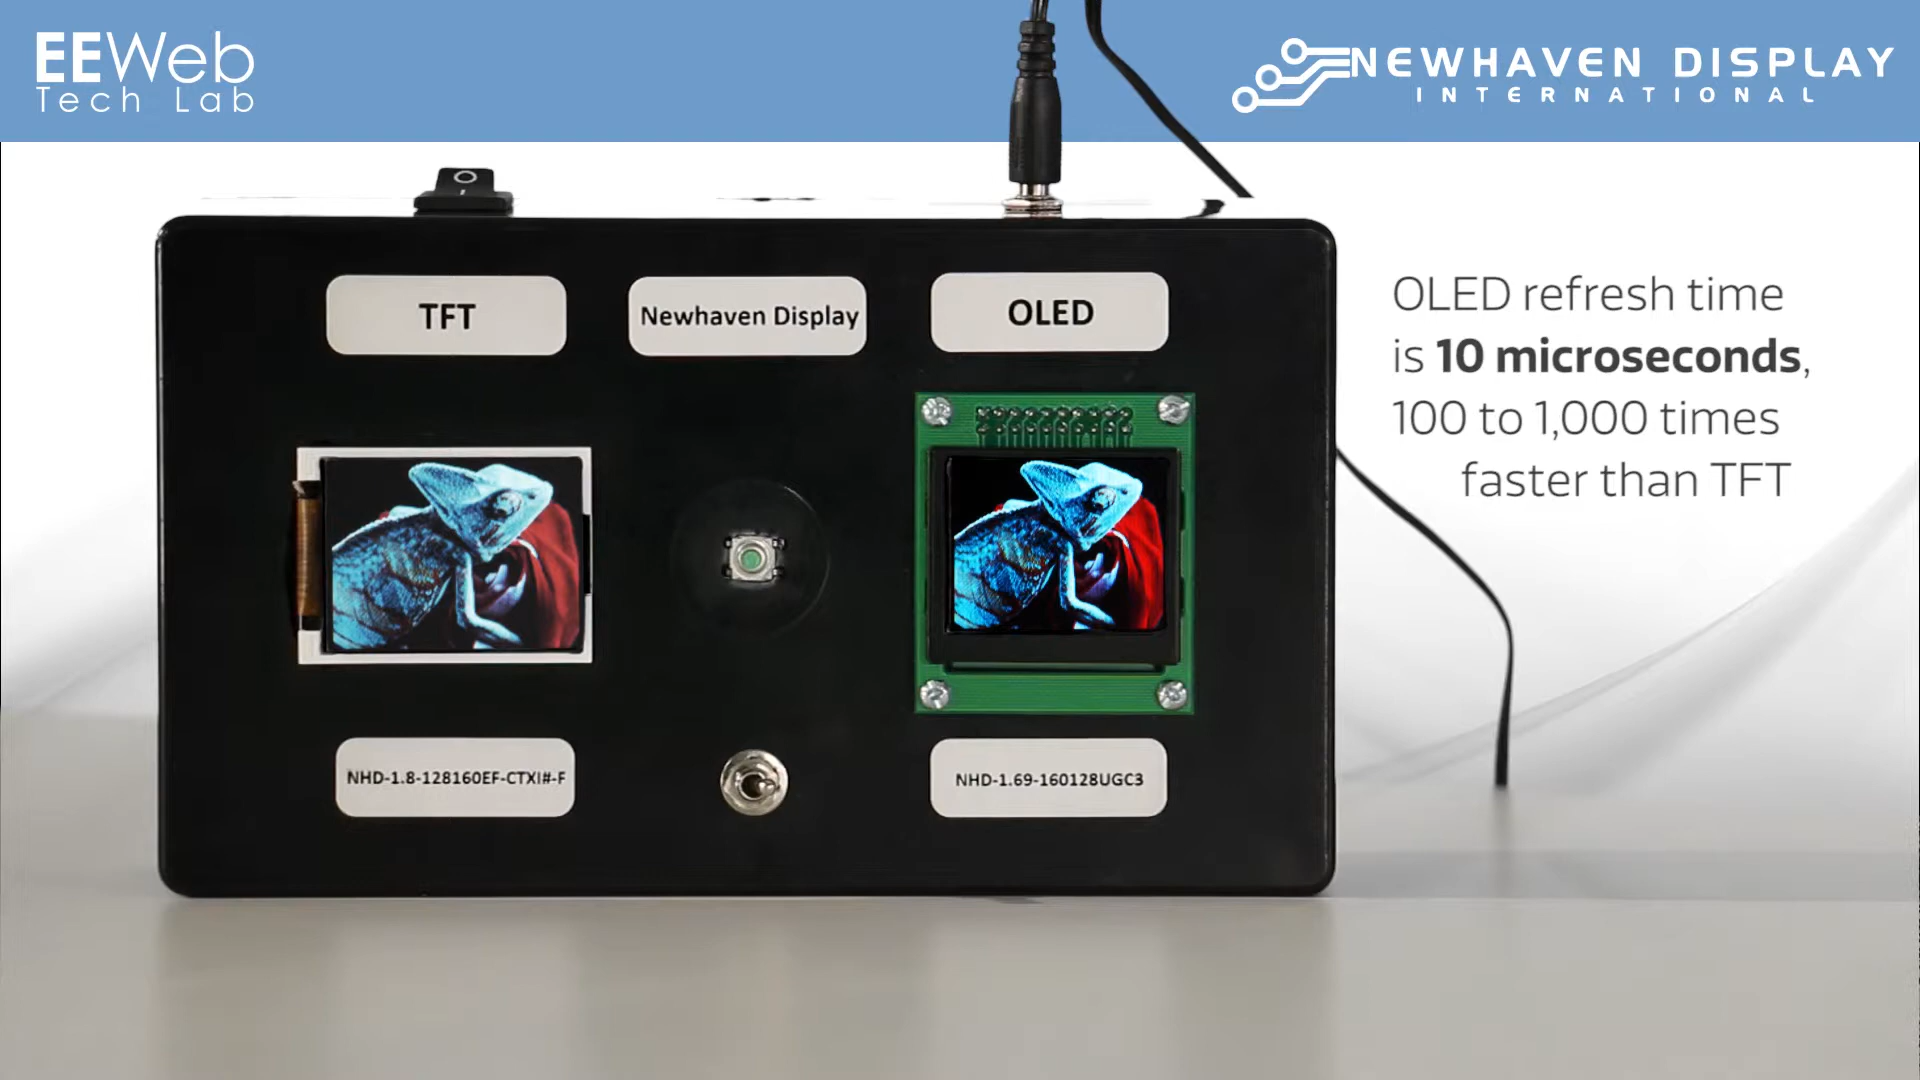 EEWeb
Tech Lab
NEWHAVEN DISPLAY
INTERNATIONAL
TFT
Newhaven Display
OLED
OLED refresh time
is 10 microseconds,
100 to 1,000 times
faster than TFT
NHD-1.8-128160EF-CTXI#-F
NHD-1.69-160128UGC3